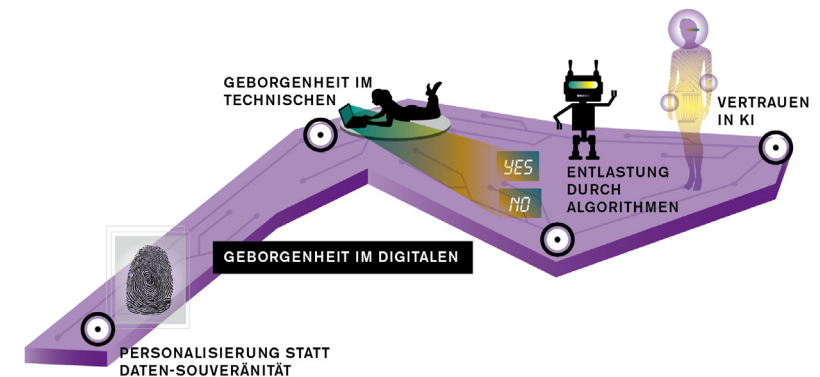 GEBORGENHEIT IM
TECHNISCHEN
VERTRAUEN
IN KI
YES
NO
ENTLASTUNG
DURCH
ALGORITHMEN
GEBORGENHEIT IM DIGITALEN
PERSONALISIERUNG STATT
DATEN-SOUVERÄNITÄT